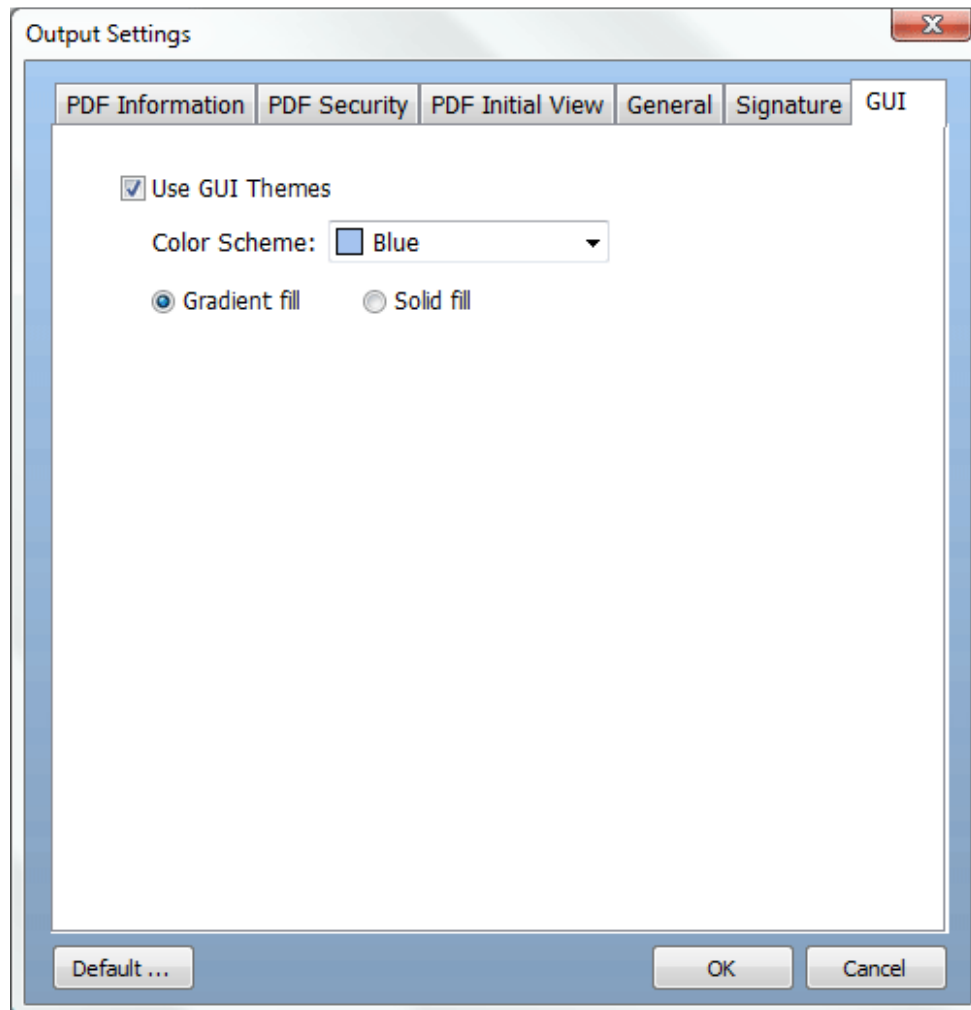 Output Settings
PDF Information PDF Security PDF Initial View General Signature GUI
Use GUI Themes
Color Scheme: Blue
Gradient fill Solid fill
Default ... OK Cancel